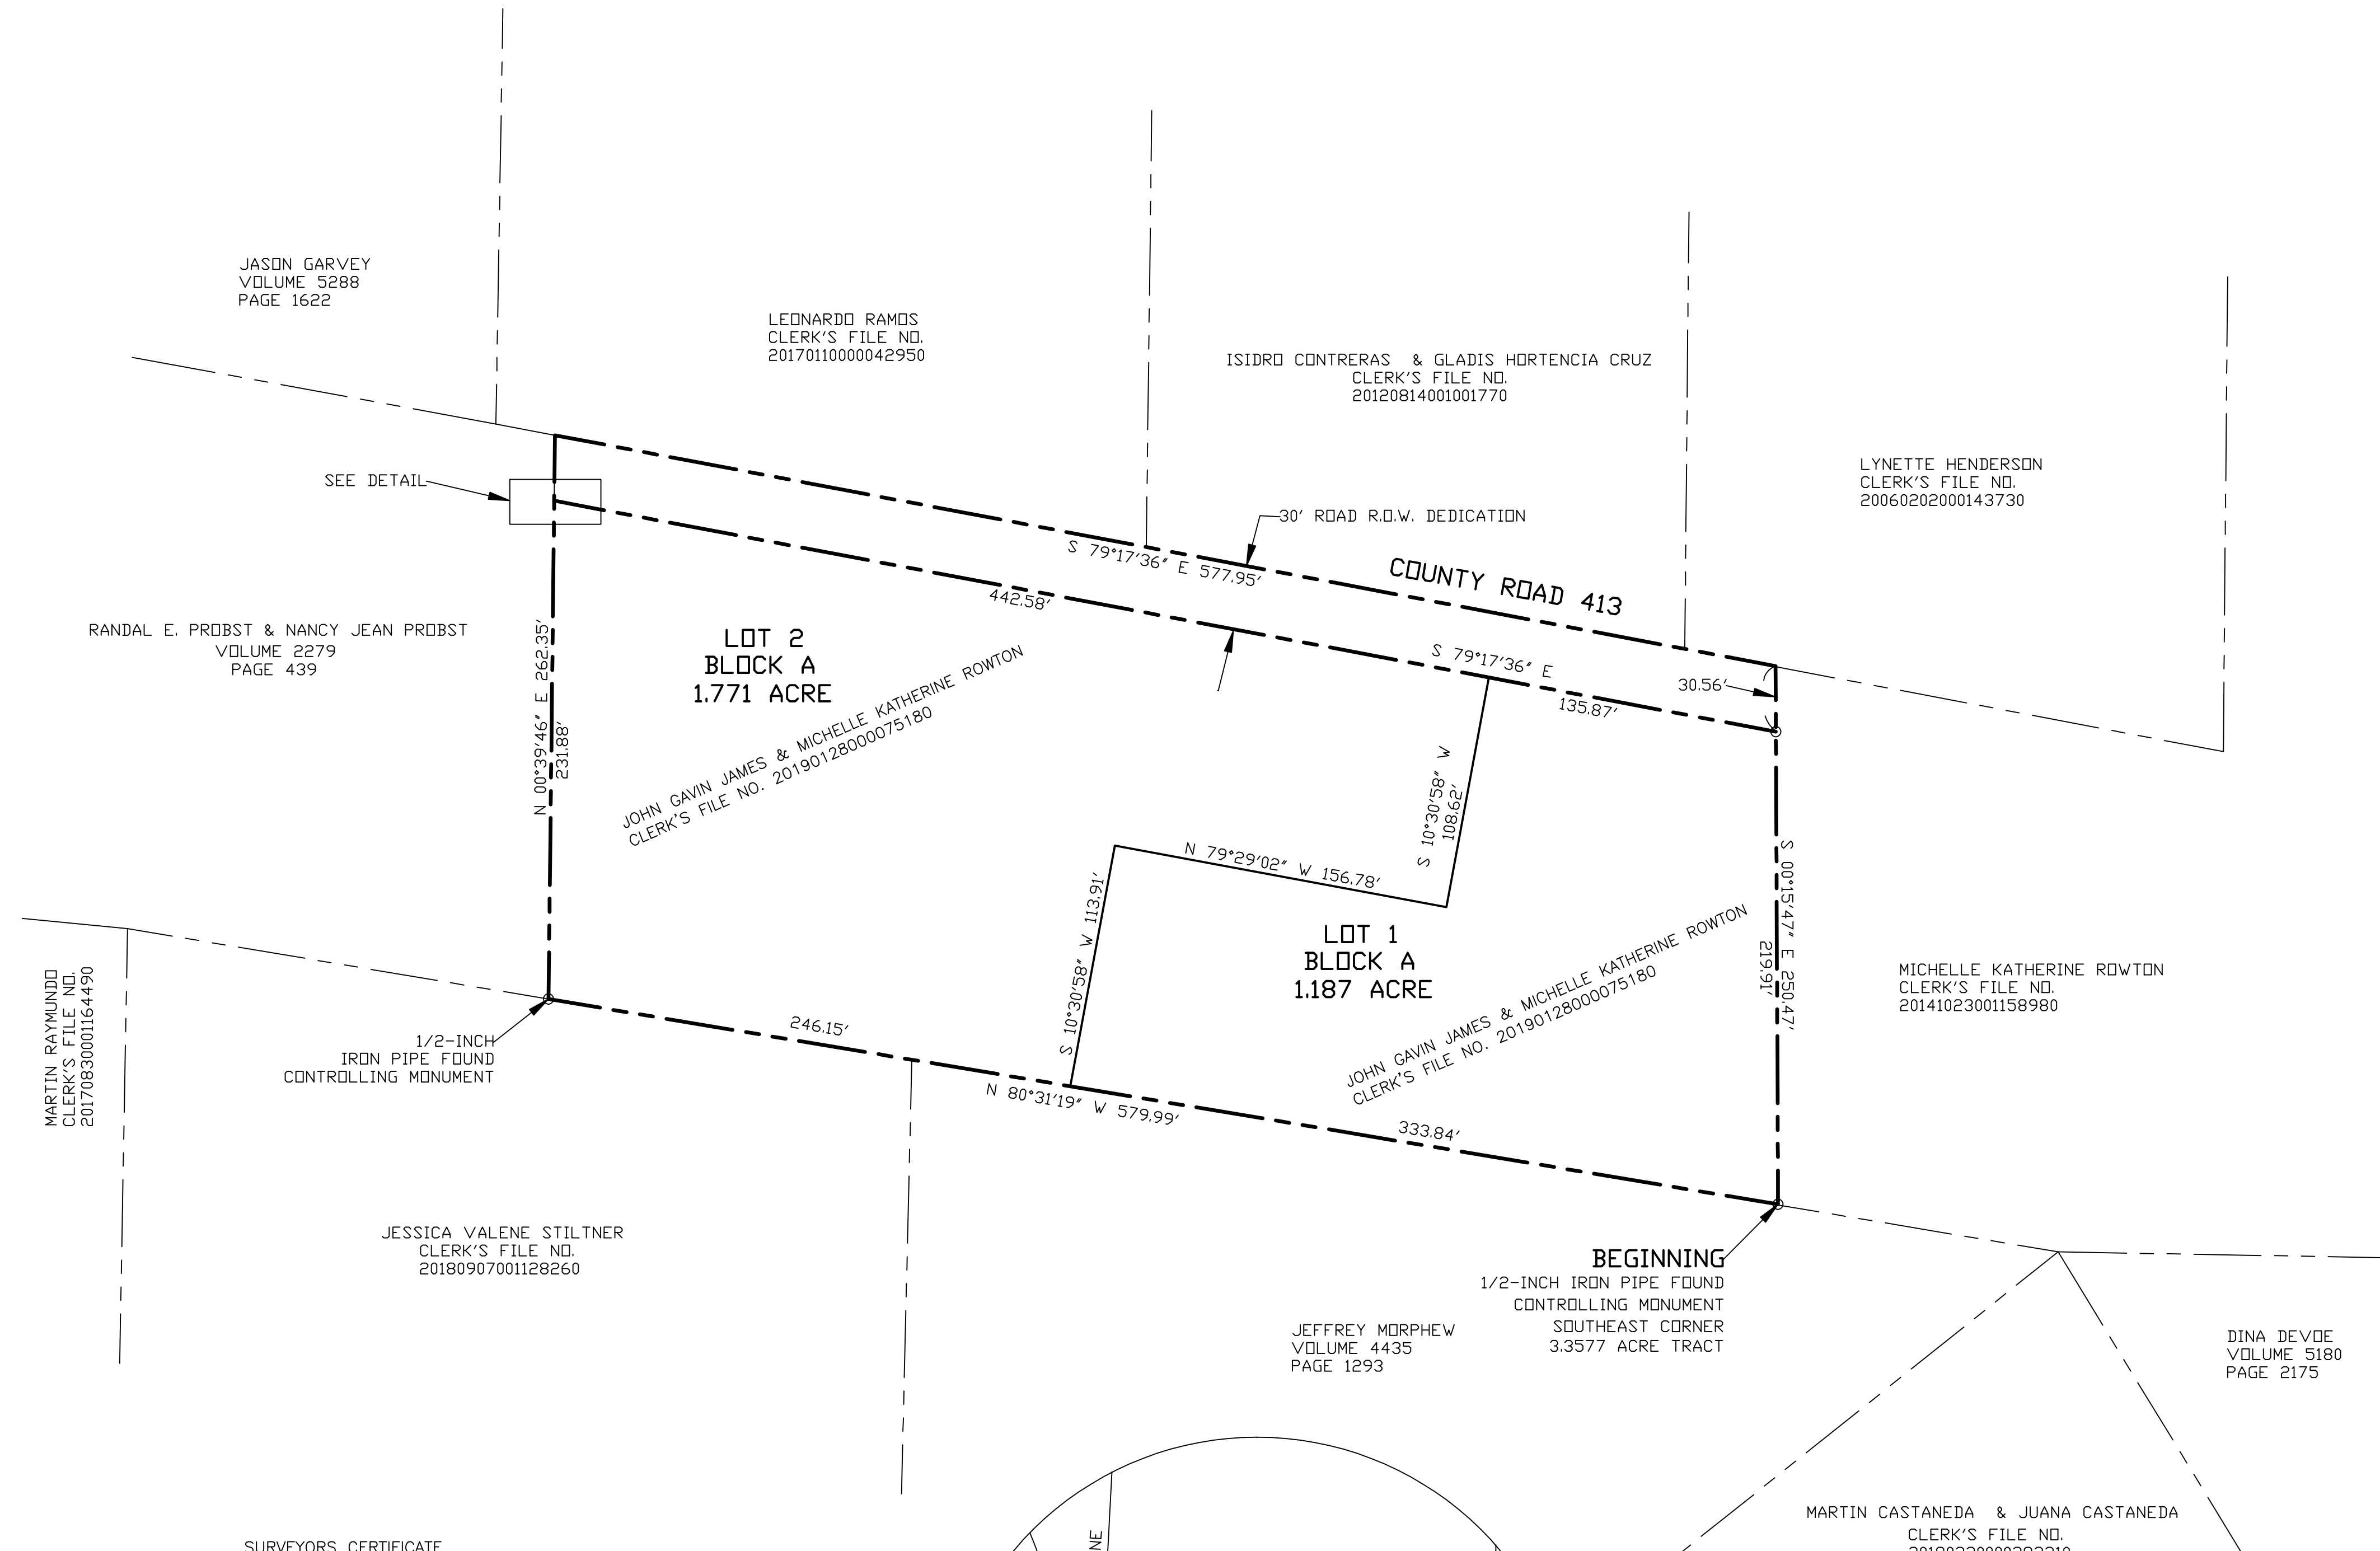 JASON GARVEY
VOLUME 5288
PAGE 1622
LEONARDO RAMOS
CLERK'S FILE NO.
20170110000042950
ISIDRO CONTRERAS & GLADIS HORTENCIA CRUZ
CLERK'S FILE NO.
20120814001001770
LYNETTE HENDERSON
CLERK'S FILE NO.
20060202000143730
SEE DETAIL
30' ROAD R.O.W. DEDICATION
S 79°17'36" E 577.95'
COUNTY ROAD 413
442.58'
S 79°17'36" E
135.87'
30.56'
RANDAL E. PROBST & NANCY JEAN PROBST
VOLUME 2279
PAGE 439
N 00°39'46" E 262.35'
231.88'
LOT 2
BLOCK A
1.771 ACRE
JOHN GAVIN JAMES & MICHELLE KATHERINE ROWTON
CLERK'S FILE NO. 20190128000075180
S 10°30'58" W
108.62'
N 79°29'02" W 156.78'
S 10°30'58" W 113.91'
LOT 1
BLOCK A
1.187 ACRE
JOHN GAVIN JAMES & MICHELLE KATHERINE ROWTON
CLERK'S FILE NO. 20190128000075180
S 00°15'47" E 250.47'
219.91'
MICHELLE KATHERINE ROWTON
CLERK'S FILE NO.
20141023001158980
MARTIN RAYMUNDO
CLERK'S FILE NO.
20170830001164490
1/2-INCH
IRON PIPE FOUND
CONTROLLING MONUMENT
246.15'
N 80°31'19" W 579.99'
333.84'
JESSICA VALENE STILTNER
CLERK'S FILE NO.
20180907001128260
BEGINNING
1/2-INCH IRON PIPE FOUND
CONTROLLING MONUMENT
SOUTHEAST CORNER
3.3577 ACRE TRACT
JEFFREY MORPHEW
VOLUME 4435
PAGE 1293
DINA DEVOE
VOLUME 5180
PAGE 2175
MARTIN CASTANEDA & JUANA CASTANEDA
CLERK'S FILE NO.
SURVEYORS CERTIFICATE
NE